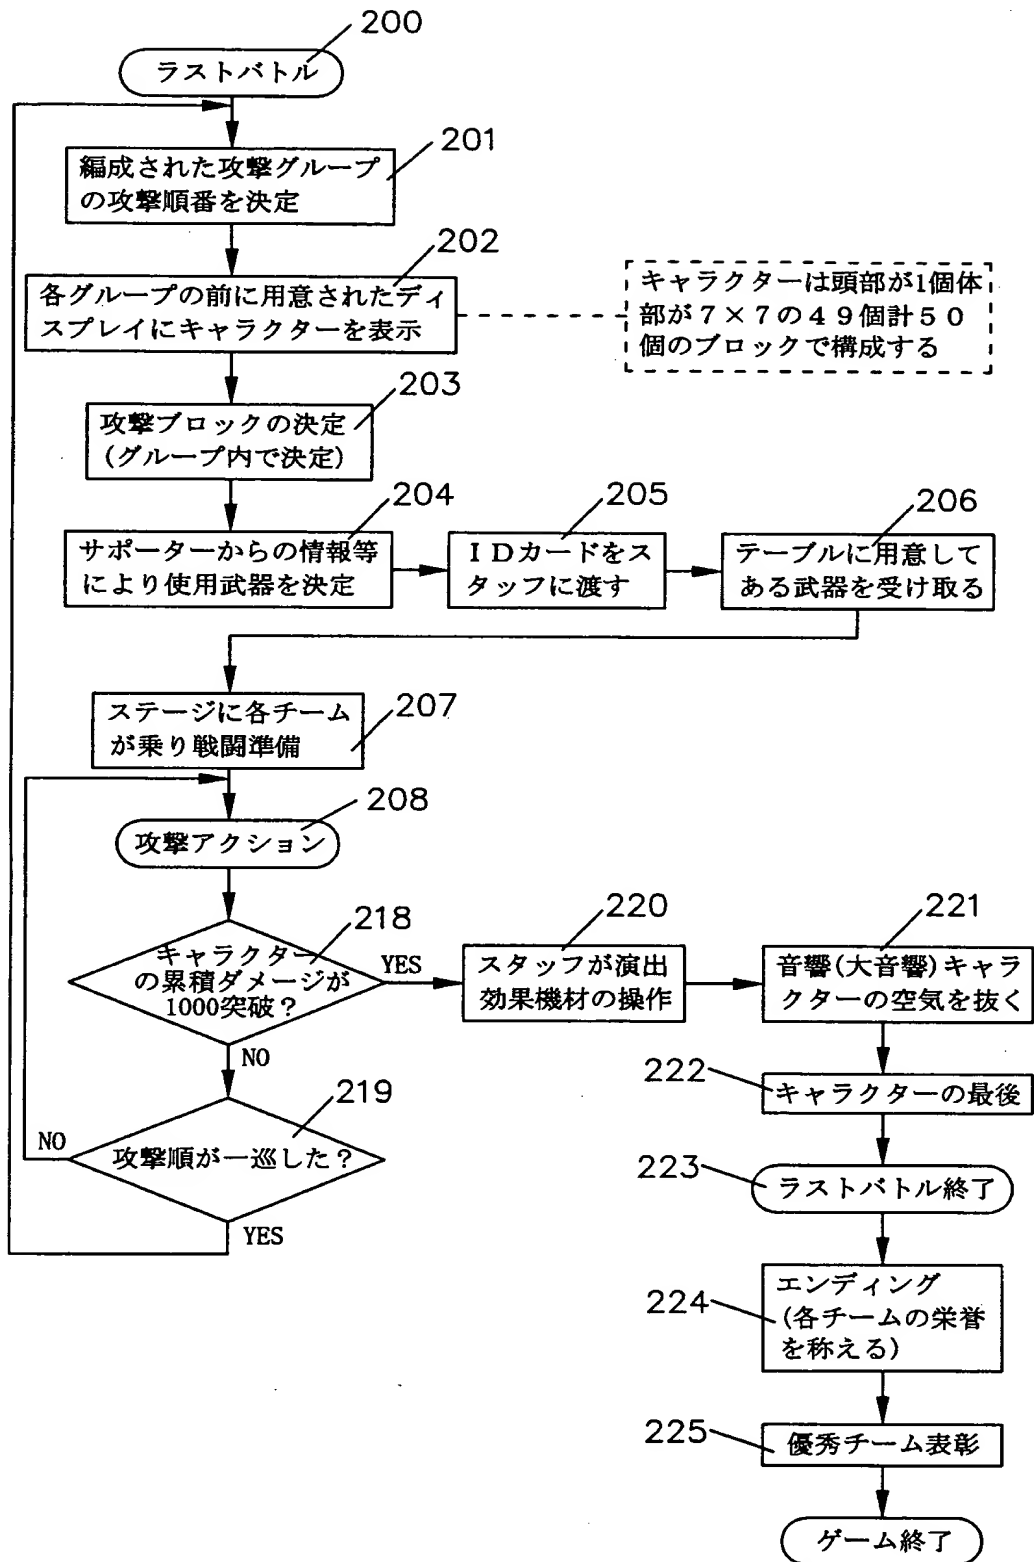 200
ラストバトル
201
編成された攻撃グループ
の攻撃順番を決定
202
各グループの前に用意されたディ
スプレイにキャラクターを表示
キャラクターは頭部が1個体
部が7×7の49個計50
個のブロックで構成する
203
攻撃ブロックの決定
(グループ内で決定)
204
サポーターからの情報等
により使用武器を決定
205
IDカードをス
タッフに渡す
206
テーブルに用意して
ある武器を受け取る
207
ステージに各チーム
が乗り戦闘準備
208
攻撃アクション
218
キャラクター
の累積ダメージが
1000突破?
YES
NO
219
攻撃順が一巡した?
NO
YES
220
スタッフが演出
効果機材の操作
221
音響(大音響)キャラ
クターの空気を抜く
222
キャラクターの最後
223
ラストバトル終了
224
エンディング
(各チームの栄誉
を称える)
225
優秀チーム表彰
ゲーム終了